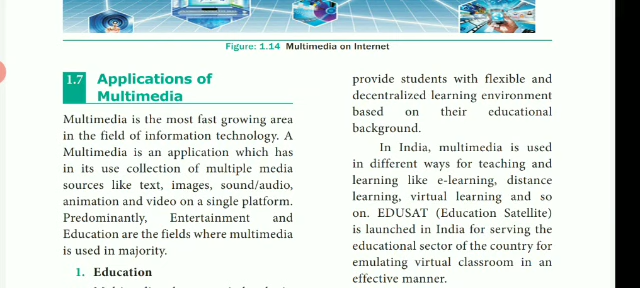 Figure: 1.14 Multimedia on Internet
1.7 Applications of
Multimedia
Multimedia is the most fast growing area
in the field of information technology. A
Multimedia is an application which has
in its use collection of multiple media
sources like text, images, sound/audio,
animation and video on a single platform.
Predominantly, Entertainment and
Education are the fields where multimedia
is used in majority.
1. Education
provide students with flexible and
decentralized learning environment
based on their educational
background.
In India, multimedia is used
in different ways for teaching and
learning like e-learning, distance
learning, virtual learning and so
on. EDUSAT (Education Satellite)
is launched in India for serving the
educational sector of the country for
emulating virtual classroom in an
effective manner.